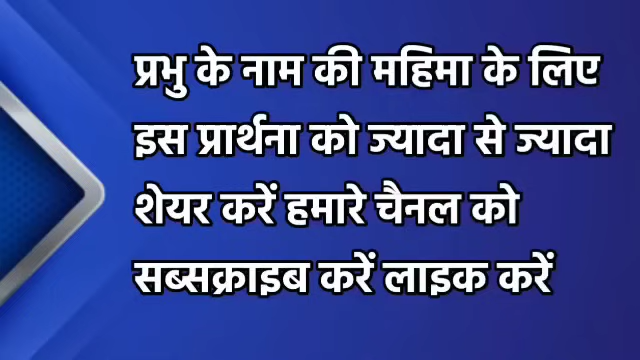 प्रभु के नाम की महिमा के लिए
इस प्रार्थना को ज्यादा से ज्यादा
शेयर करें हमारे चैनल को
सब्सक्राइब करें लाइक करें